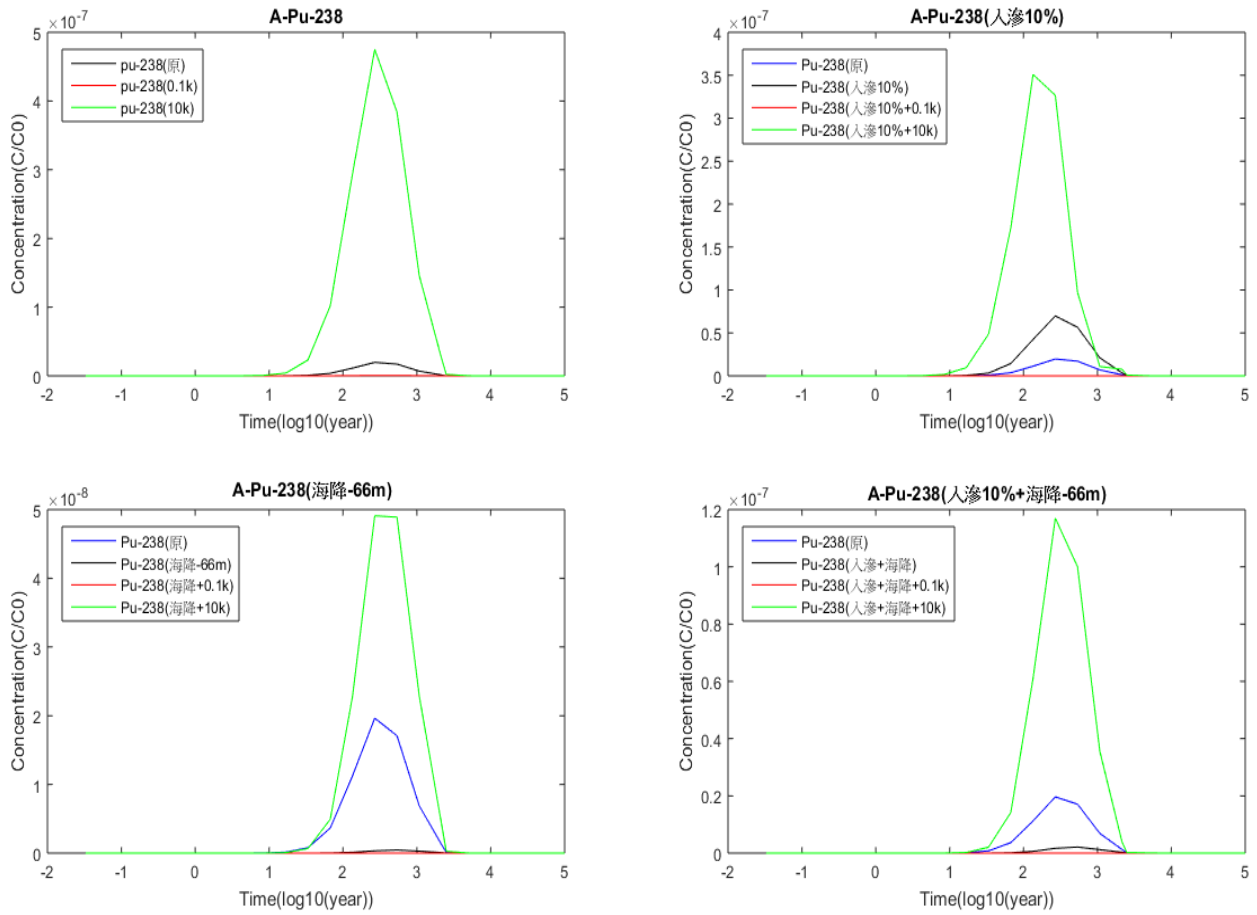 A-Pu-238
×10^-7
5
4
3
2
1
0
Concentration(C/C0)
pu-238(原)
pu-238(0.1k)
pu-238(10k)
-2 -1 0 1 2 3 4 5
Time(log10(year))
A-Pu-238(入滲10%)
×10^-7
4
3.5
3
2.5
2
1.5
1
0.5
0
Concentration(C/C0)
Pu-238(原)
Pu-238(入滲10%)
Pu-238(入滲10%+0.1k)
Pu-238(入滲10%+10k)
-2 -1 0 1 2 3 4 5
Time(log10(year))
A-Pu-238(海降-66m)
×10^-8
5
4
3
2
1
0
Concentration(C/C0)
Pu-238(原)
Pu-238(海降-66m)
Pu-238(海降+0.1k)
Pu-238(海降+10k)
-2 -1 0 1 2 3 4 5
Time(log10(year))
A-Pu-238(入滲10%+海降-66m)
×10^-7
1.2
1
0.8
0.6
0.4
0.2
0
Concentration(C/C0)
Pu-238(原)
Pu-238(入滲+海降)
Pu-238(入滲+海降+0.1k)
Pu-238(入滲+海降+10k)
-2 -1 0 1 2 3 4 5
Time(log10(year))